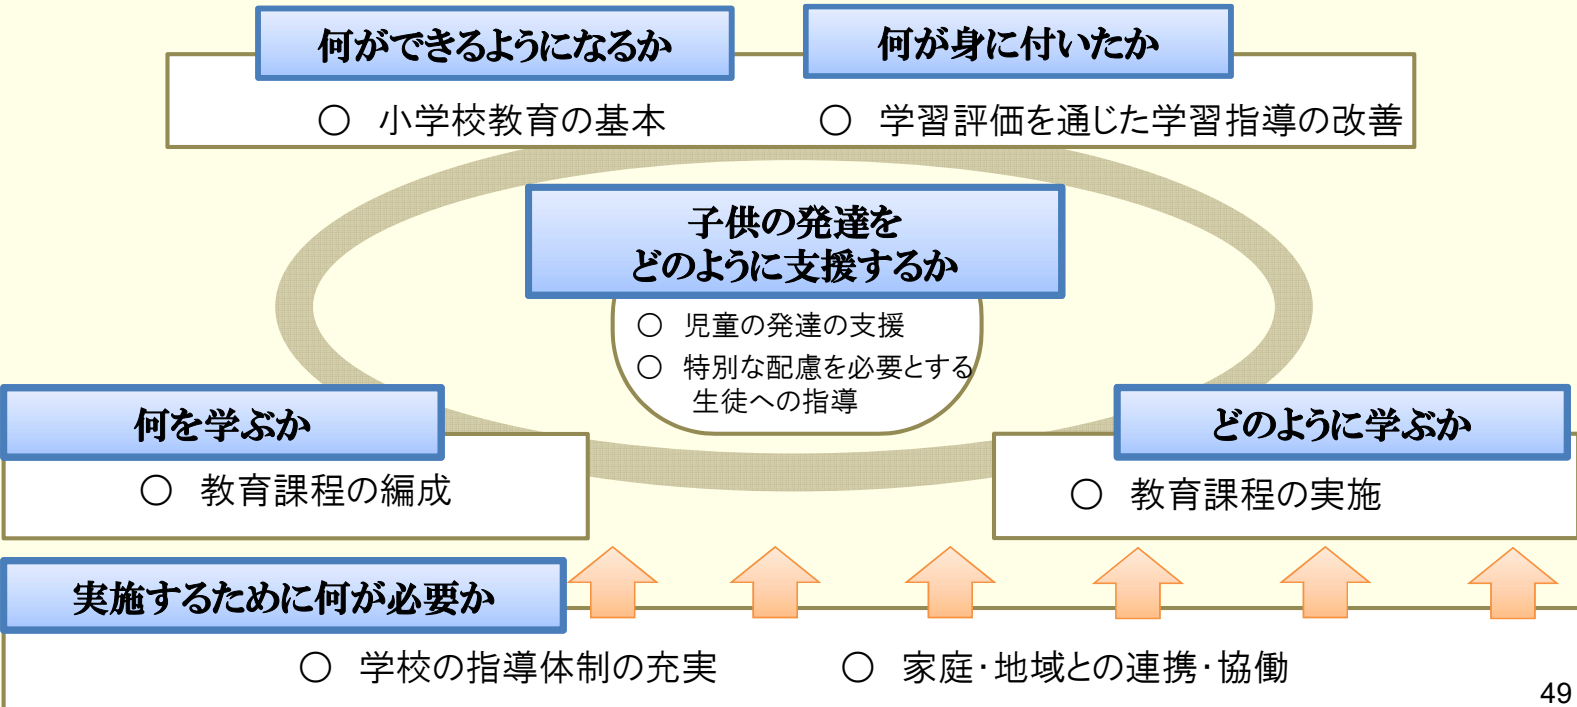 何ができるようになるか
何が身に付いたか
○ 小学校教育の基本
○ 学習評価を通じた学習指導の改善
子供の発達を
どのように支援するか
○ 児童の発達の支援
○ 特別な配慮を必要とする
生徒への指導
何を学ぶか
○ 教育課程の編成
どのように学ぶか
○ 教育課程の実施
実施するために何が必要か
○ 学校の指導体制の充実
○ 家庭・地域との連携・協働
49